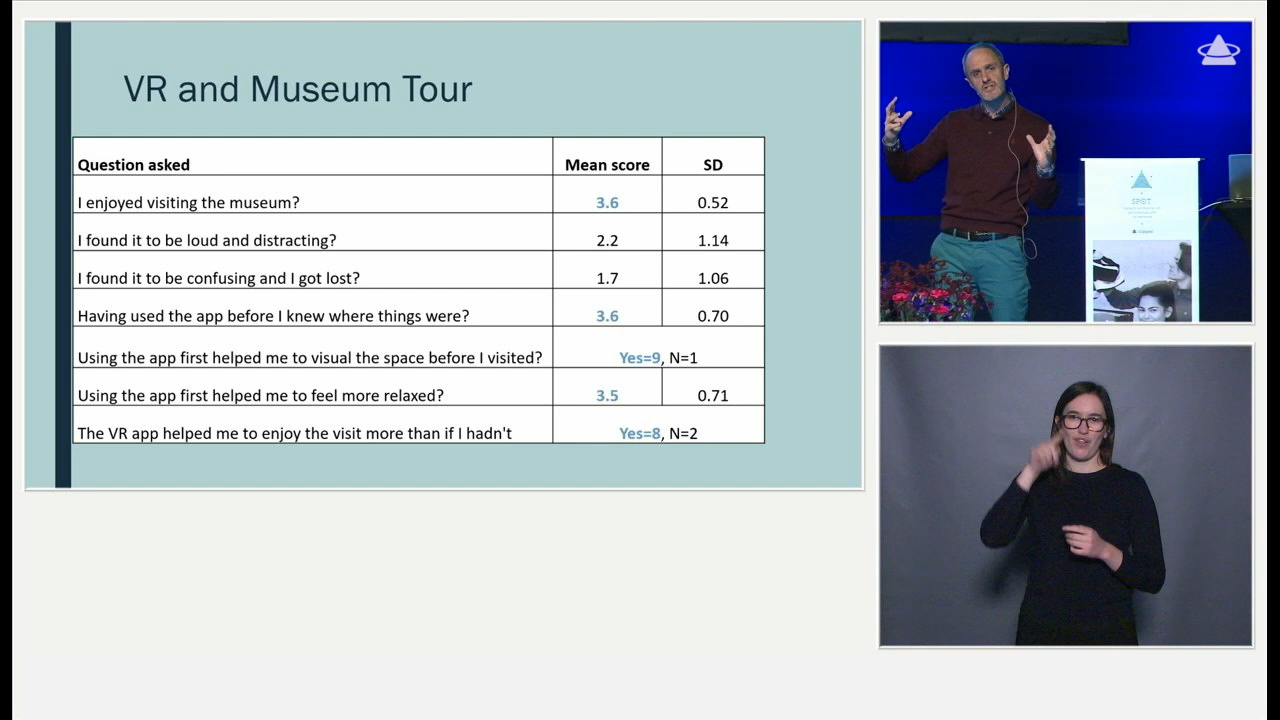 VR and Museum Tour
Question asked Mean score SD
I enjoyed visiting the museum? 3.6 0.52
I found it to be loud and distracting? 2.2 1.14
I found it to be confusing and I got lost? 1.7 1.06
Having used the app before I knew where things were? 3.6 0.70
Using the app first helped me to visual the space before I visited? Yes=9, N=1
Using the app first helped me to feel more relaxed? 3.5 0.71
The VR app helped me to enjoy the visit more than if I hadn't Yes=8, N=2